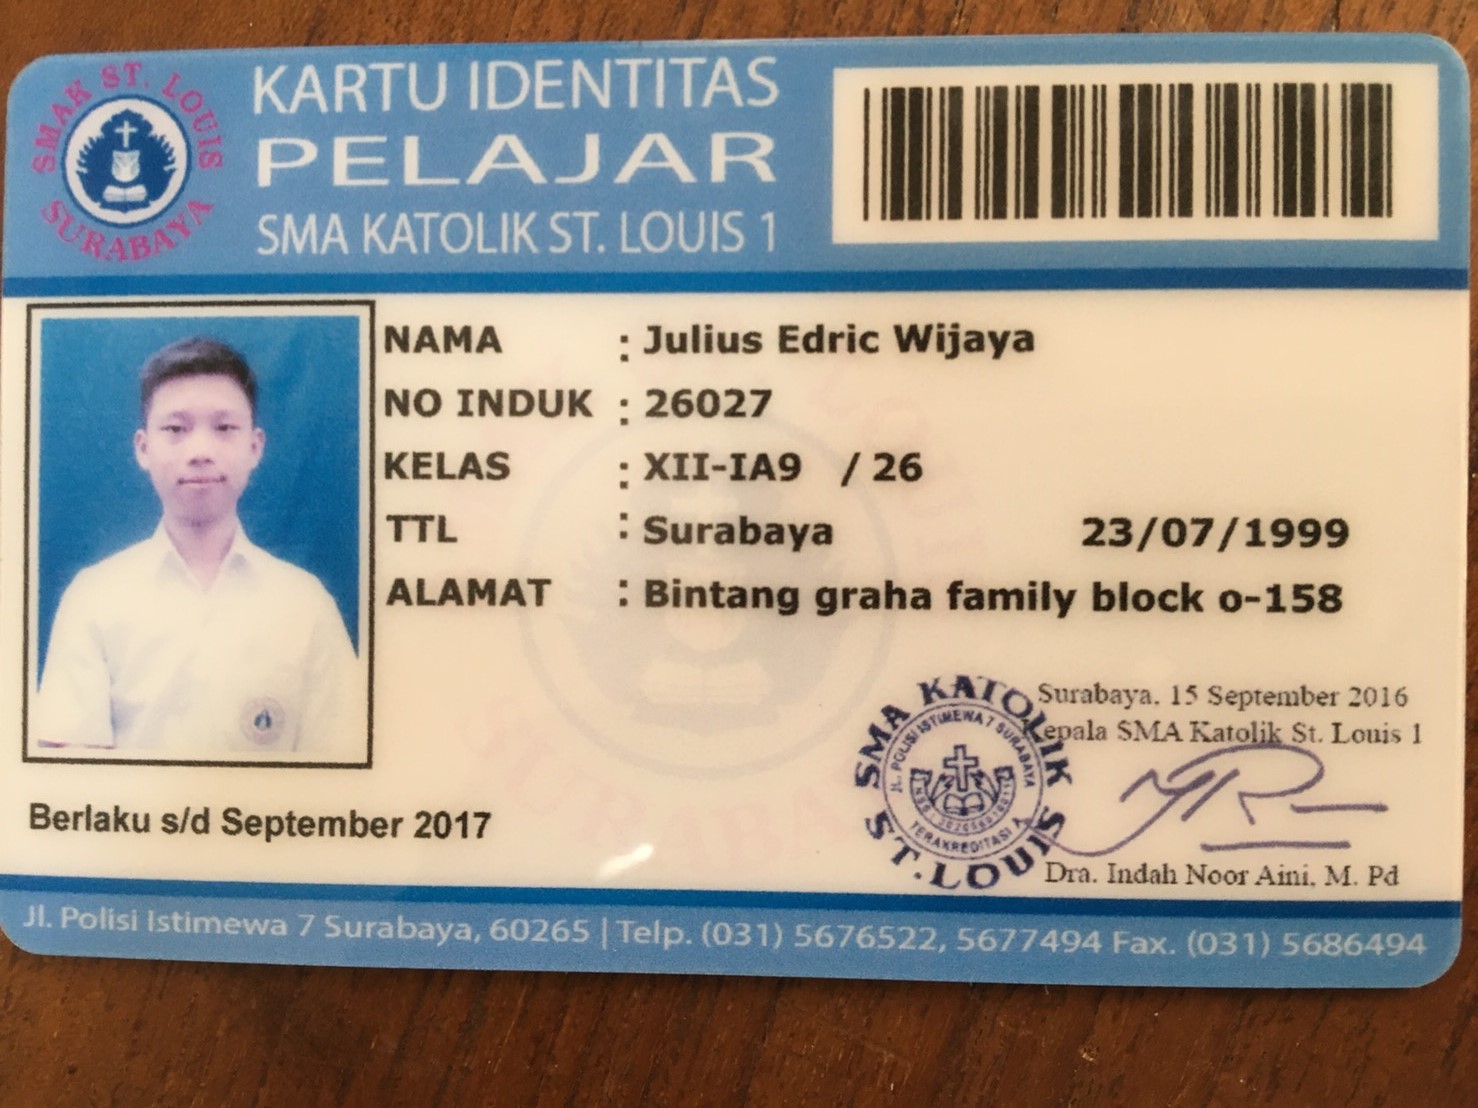 SMAK ST. LOUIS
SURABAYA
KARTU IDENTITAS
PELAJAR
SMA KATOLIK ST. LOUIS 1
NAMA : Julius Edric Wijaya
NO INDUK : 26027
KELAS : XII-IA9 / 26
TTL : Surabaya 23/07/1999
ALAMAT : Bintang graha family block o-158
Surabaya, 15 September 2016
Kepala SMA Katolik St. Louis 1
SMA KATOLIK
JL. POLISI ISTIMEWA 7 SURABAYA
TERAKREDITASI A
ST. LOUIS
Dra. Indah Noor Aini, M. Pd
Berlaku s/d September 2017
Jl. Polisi Istimewa 7 Surabaya, 60265 | Telp. (031) 5676522, 5677494 Fax. (031) 5686494